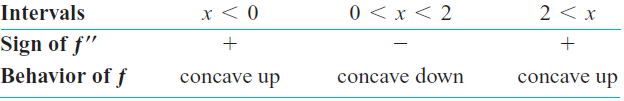 Intervals x < 0 0 < x < 2 2 < x
Sign of f″ + − +
Behavior of f concave up concave down concave up